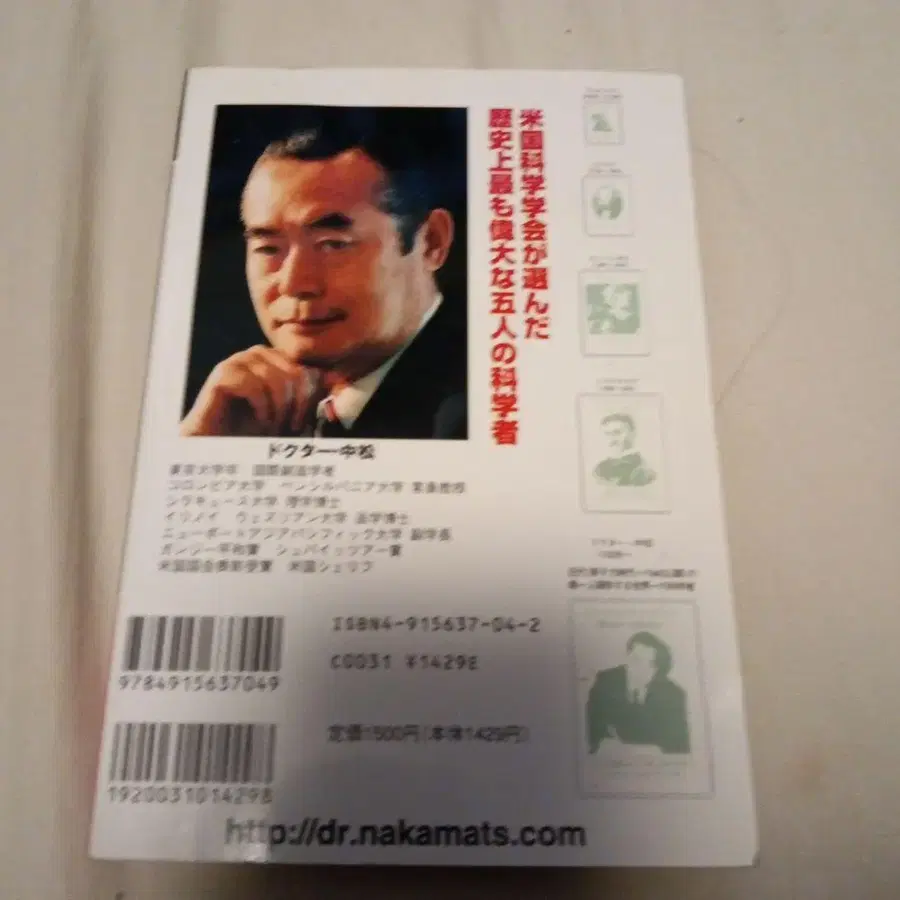 米国科学学会が選んだ
歴史上最も偉大な五人の科学者
ドクター・中松
東京大学卒 国際創造学者
コロンビア大学 ペンシルバニア大学 客員教授
シラキュース大学 理学博士
イリノイ ウェズリアン大学 法学博士
ニューポートアジアパシフィック大学 副学長
ガンジー平和賞 シュバイッツアー賞
米国国会 米国シェリフ
ISBN4-915637-04-2
C0031 ¥1429E
9784915637049
定価1500円(本体1429円)
1920031014298
http://dr.nakamats.com